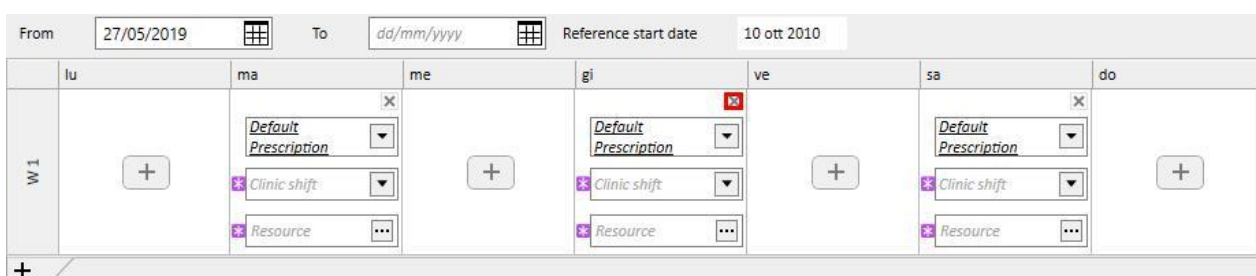 From 27/05/2019 To dd/mm/yyyy Reference start date 10 ott 2010
lu ma me gi ve sa do
W 1
Default Prescription
Clinic shift
Resource
Default Prescription
Clinic shift
Resource
Default Prescription
Clinic shift
Resource